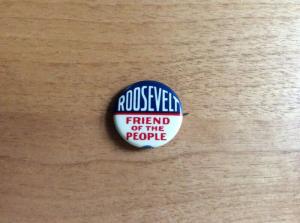 ROOSEVELT
FRIEND
OF THE
PEOPLE